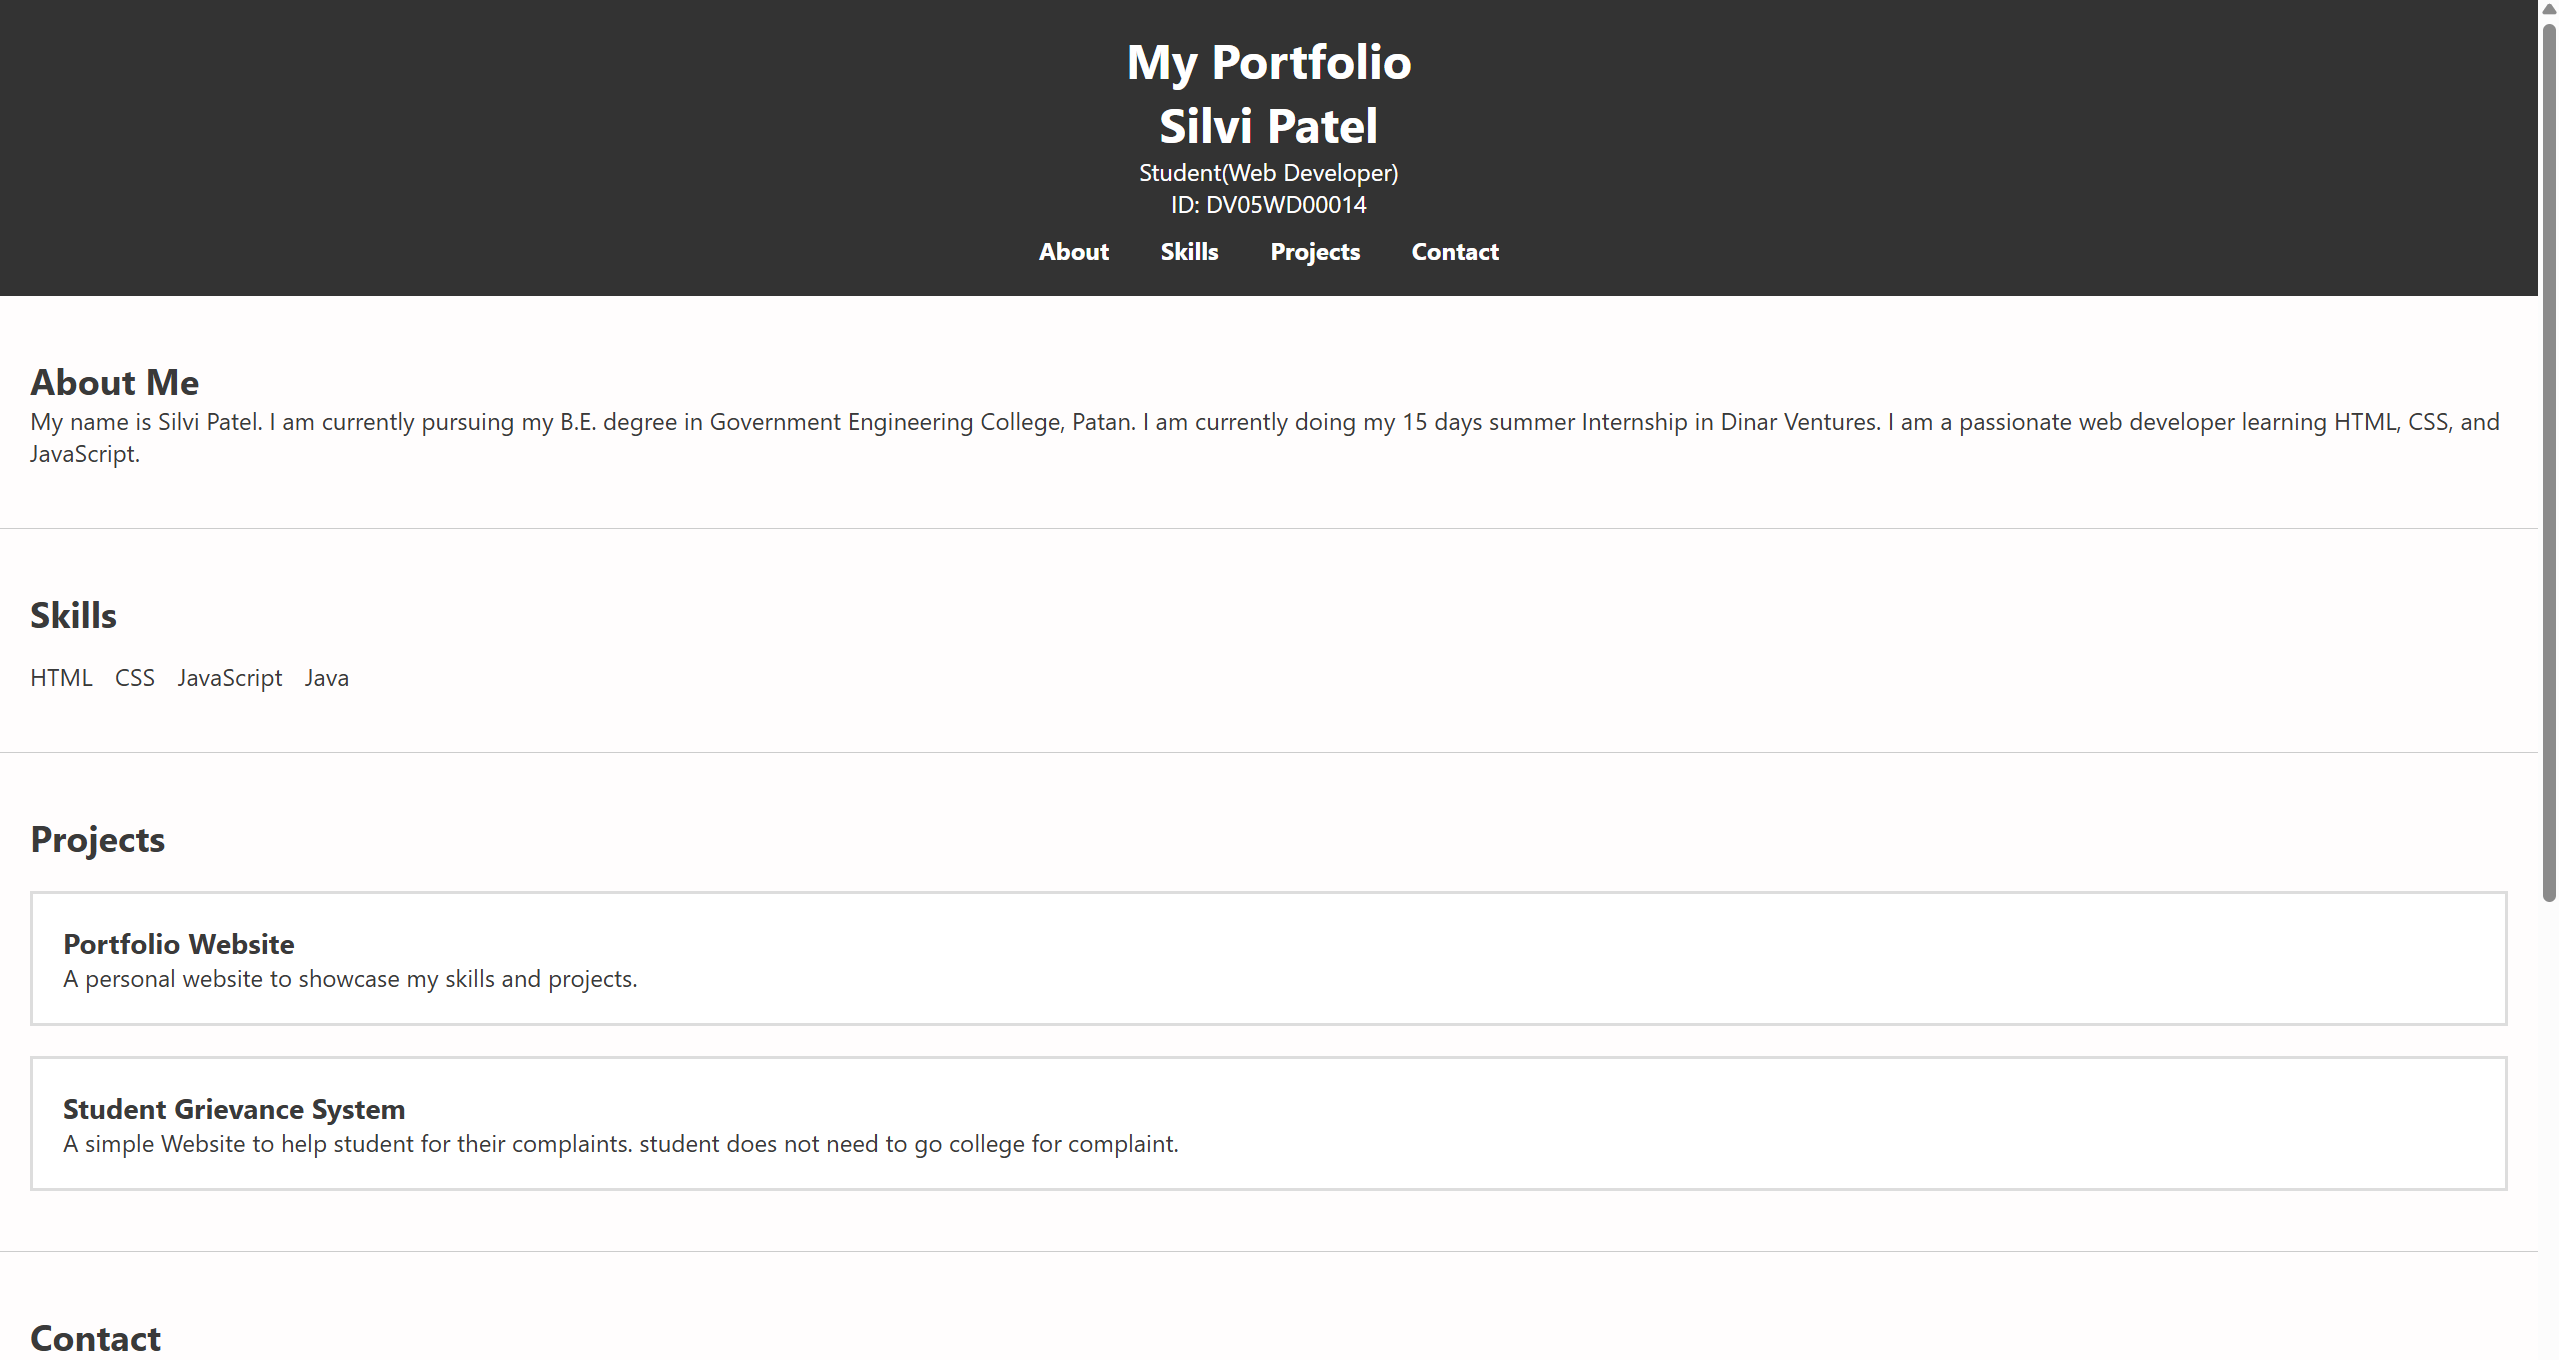 My Portfolio
Silvi Patel
Student(Web Developer)
ID: DV05WD00014
About Skills Projects Contact
About Me
My name is Silvi Patel. I am currently pursuing my B.E. degree in Government Engineering College, Patan. I am currently doing my 15 days summer Internship in Dinar Ventures. I am a passionate web developer learning HTML, CSS, and
JavaScript.
Skills
HTML CSS JavaScript Java
Projects
Portfolio Website
A personal website to showcase my skills and projects.
Student Grievance System
A simple Website to help student for their complaints. student does not need to go college for complaint.
Contact